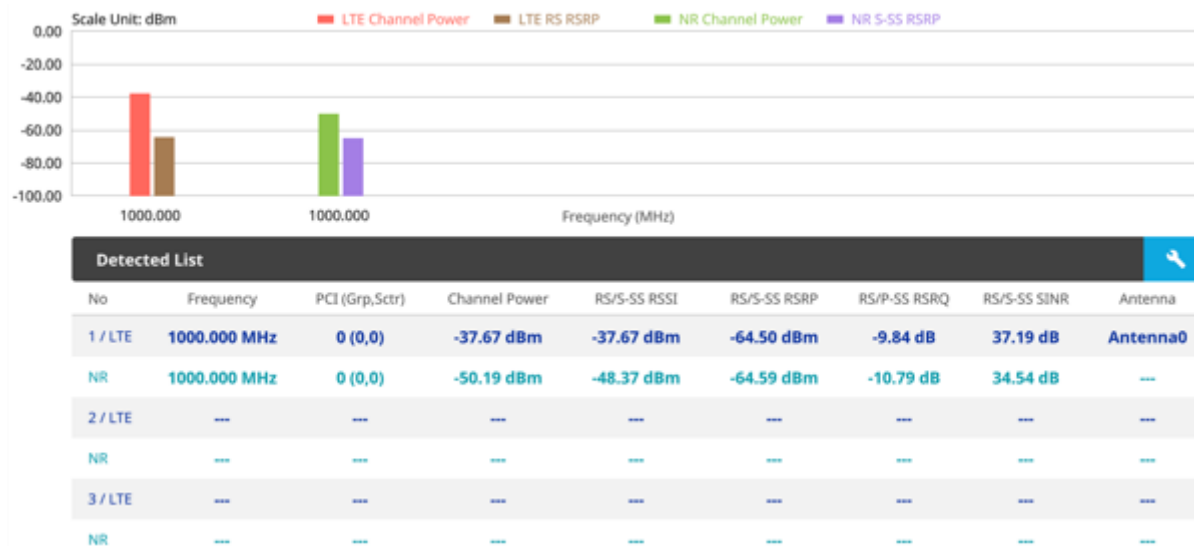 Scale Unit: dBm LTE Channel Power LTE RS RSRP NR Channel Power NR S-SS RSRP
0.00
-20.00
-40.00
-60.00
-80.00
-100.00
1000.000 1000.000 Frequency (MHz)
Detected List
No Frequency PCI (Grp,Sctr) Channel Power RS/S-SS RSSI RS/S-SS RSRP RS/P-SS RSRQ RS/S-SS SINR Antenna
1 / LTE 1000.000 MHz 0 (0,0) -37.67 dBm -37.67 dBm -64.50 dBm -9.84 dB 37.19 dB Antenna0
NR 1000.000 MHz 0 (0,0) -50.19 dBm -48.37 dBm -64.59 dBm -10.79 dB 34.54 dB ---
2 / LTE --- --- --- --- --- --- --- ---
NR --- --- --- --- --- --- --- ---
3 / LTE --- --- --- --- --- --- --- ---
NR --- --- --- --- --- --- --- ---